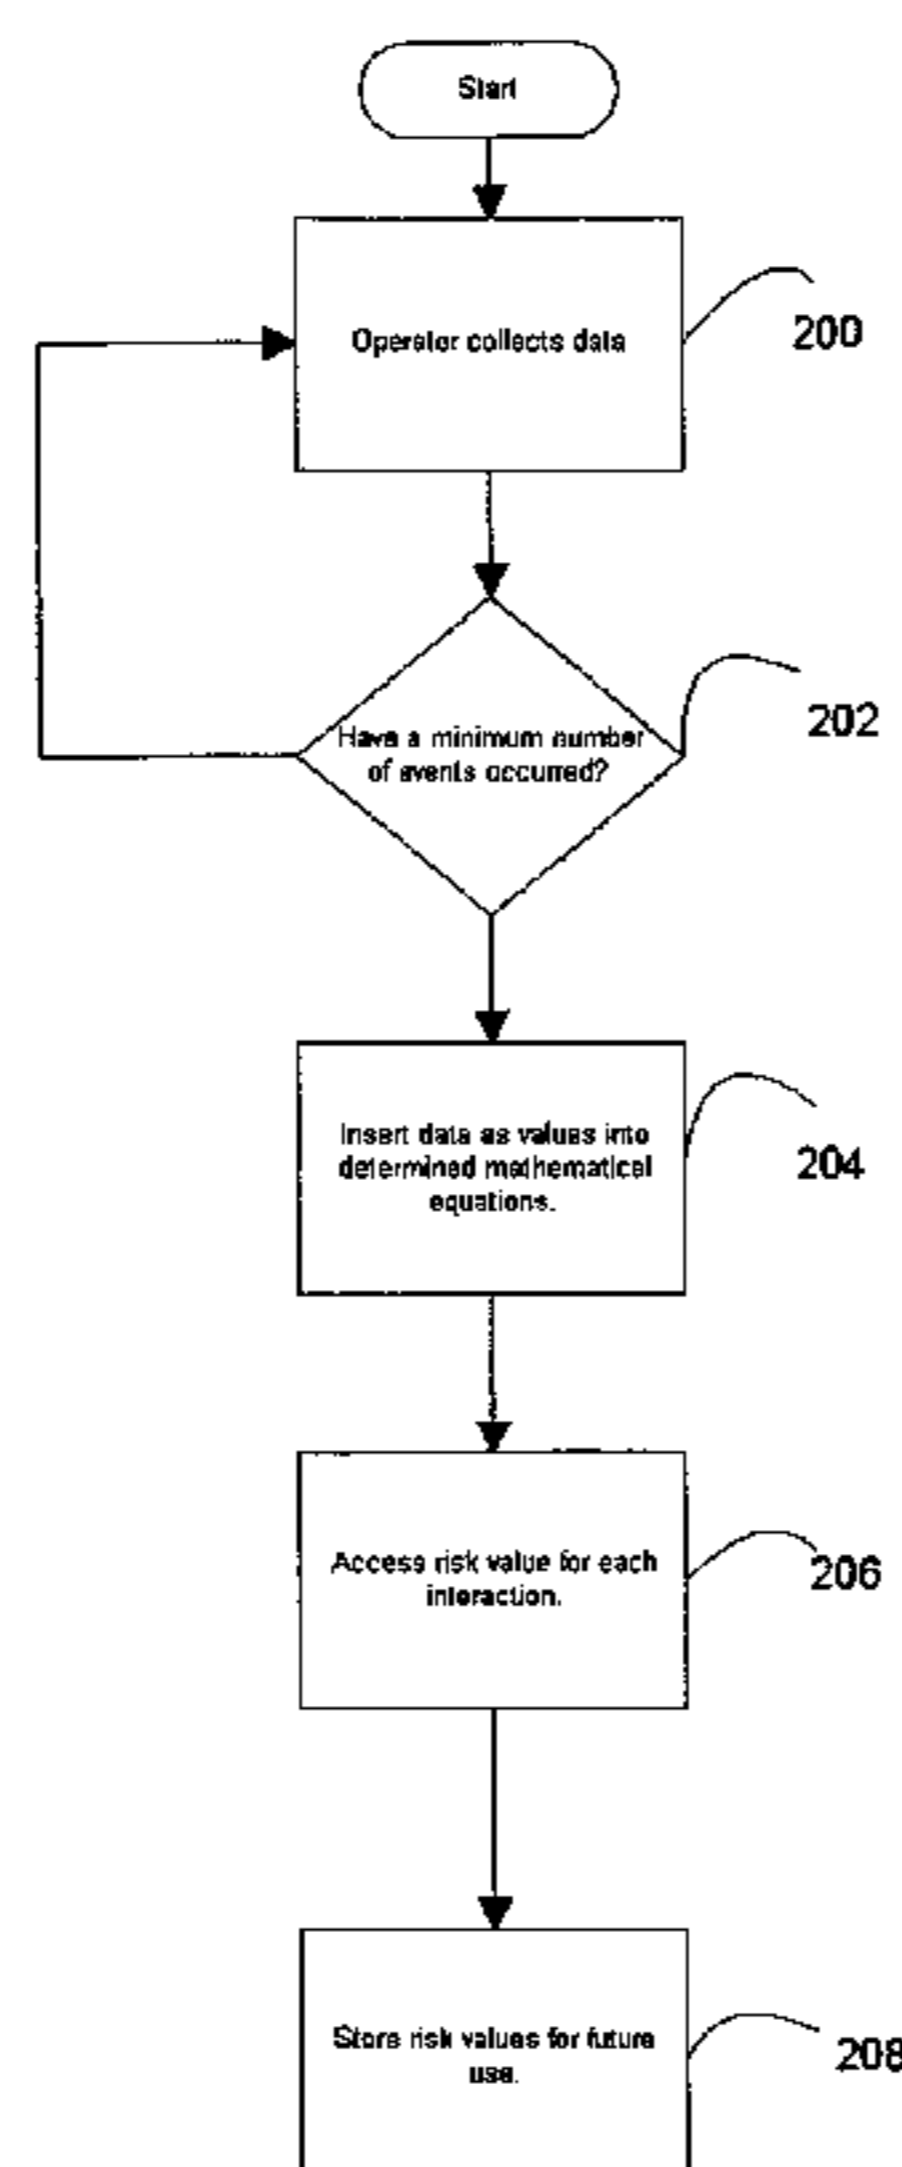 Start
Operator collects data
200
Have a minimum number
of events occurred?
202
Insert data as values into
determined mathematical
equations.
204
Access risk value for each
interaction.
206
Store risk values for future
use.
208